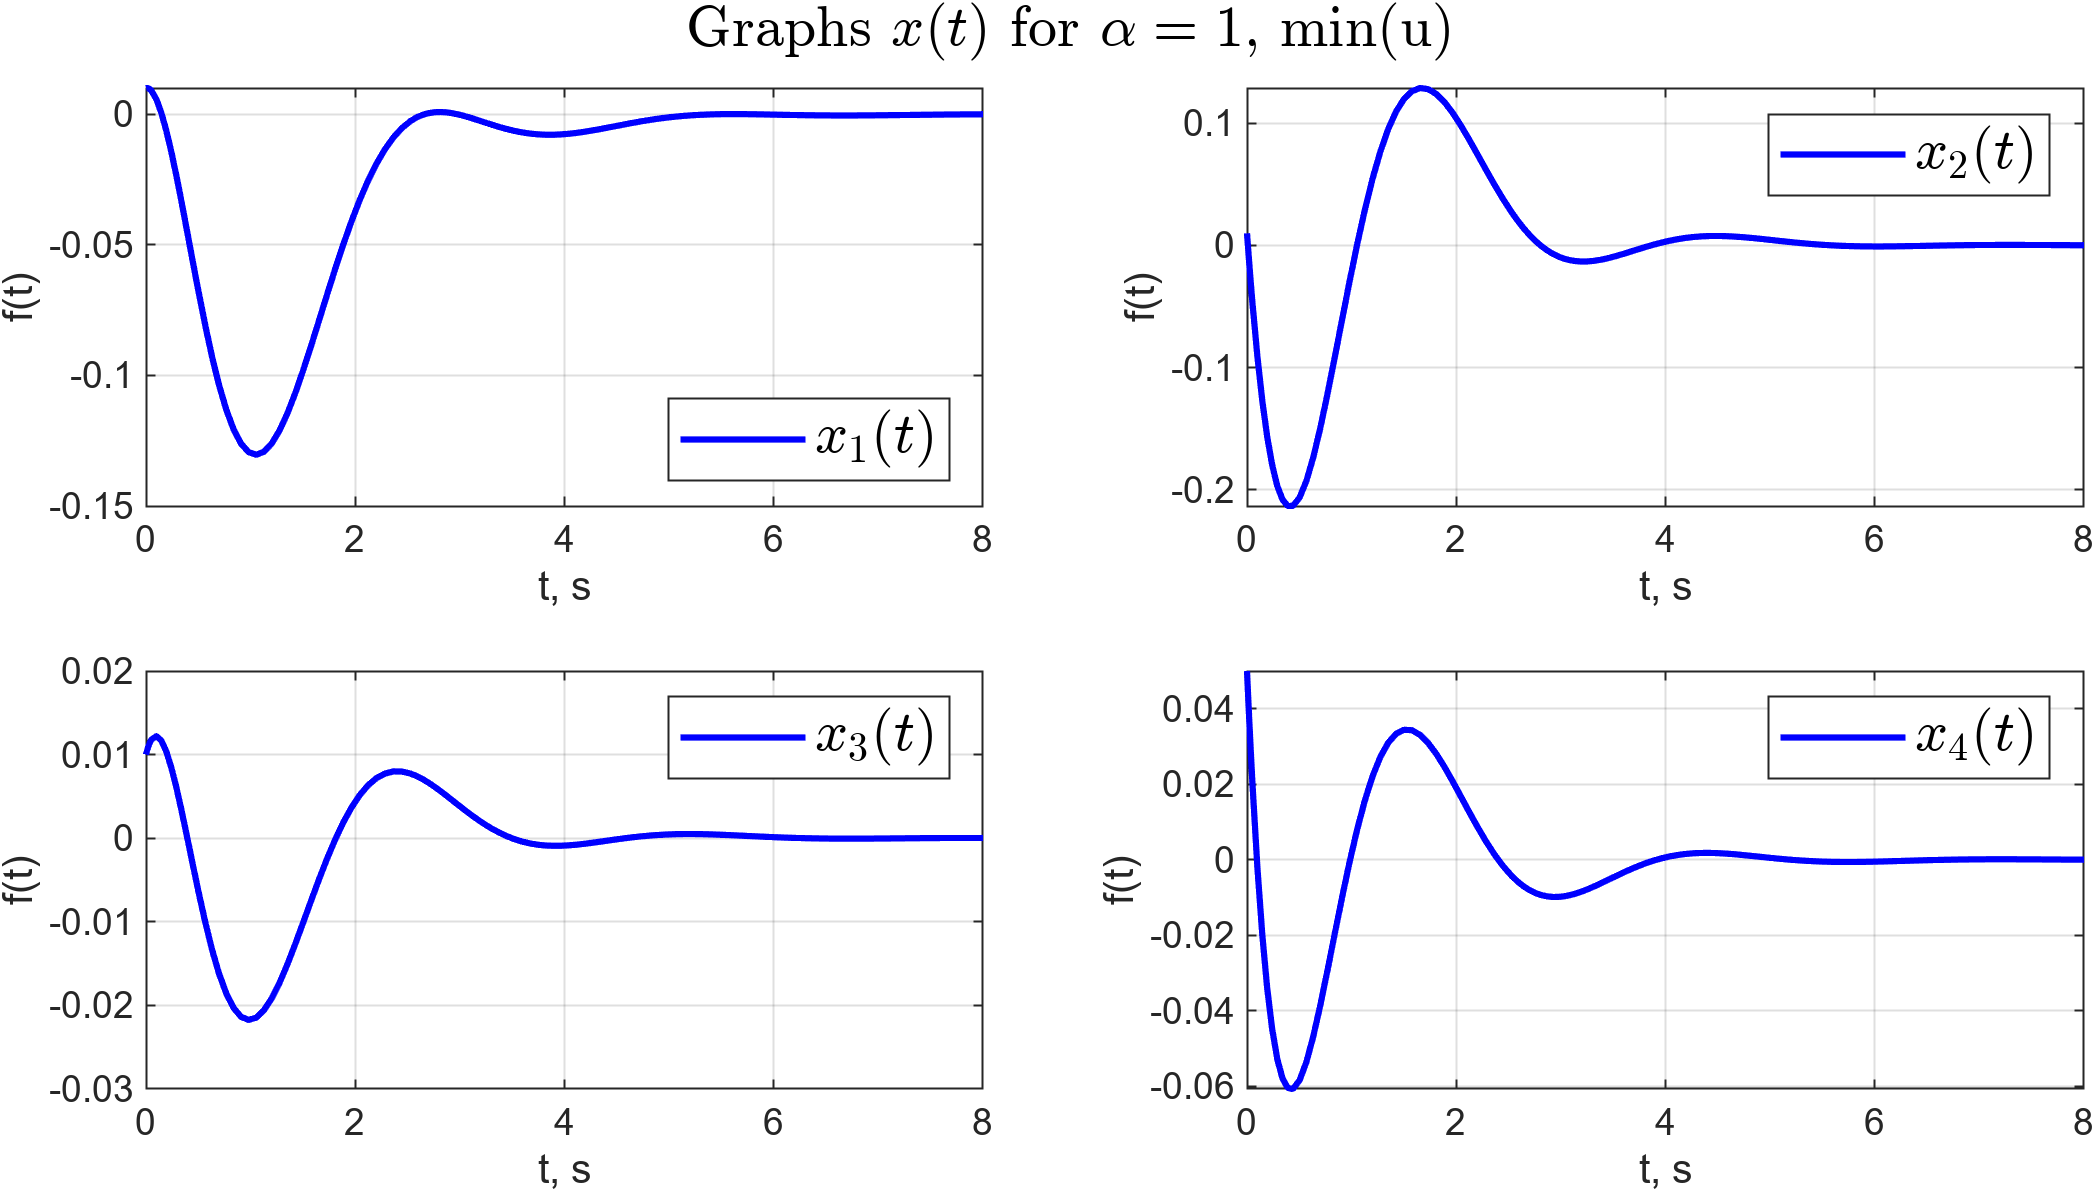 Graphs x(t) for α = 1, min(u)
0
-0.05
-0.1
-0.15
0 2 4 6 8
f(t)
t, s
x₁(t)
0.1
0
-0.1
-0.2
0 2 4 6 8
f(t)
t, s
x₂(t)
0.02
0.01
0
-0.01
-0.02
-0.03
0 2 4 6 8
f(t)
t, s
x₃(t)
0.04
0.02
0
-0.02
-0.04
-0.06
0 2 4 6 8
f(t)
t, s
x₄(t)